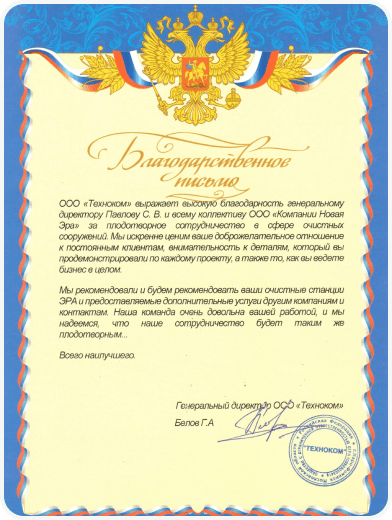 Благодарственное
письмо
ООО «Техноком» выражает высокую благодарность генеральному
директору Павлову С. В. и всему коллективу ООО «Компании Новая
Эра» за плодотворное сотрудничество в сфере очистных
сооружений. Мы искренне ценим ваше доброжелательное отношение
к постоянным клиентам, внимательность к деталям, который вы
продемонстрировали по каждому проекту, а также то, как вы ведете
бизнес в целом.
Мы рекомендовали и будем рекомендовать ваши очистные станции
ЭРА и предоставляемые дополнительные услуги другим компаниям и
контактам. Наша команда очень довольна вашей работой, и мы
надеемся, что наше сотрудничество будет таким же
плодотворным...
Всего наилучшего.
Генеральный директор ООО «Техноком»
Белов Г.А
"ТЕХНОКОМ"